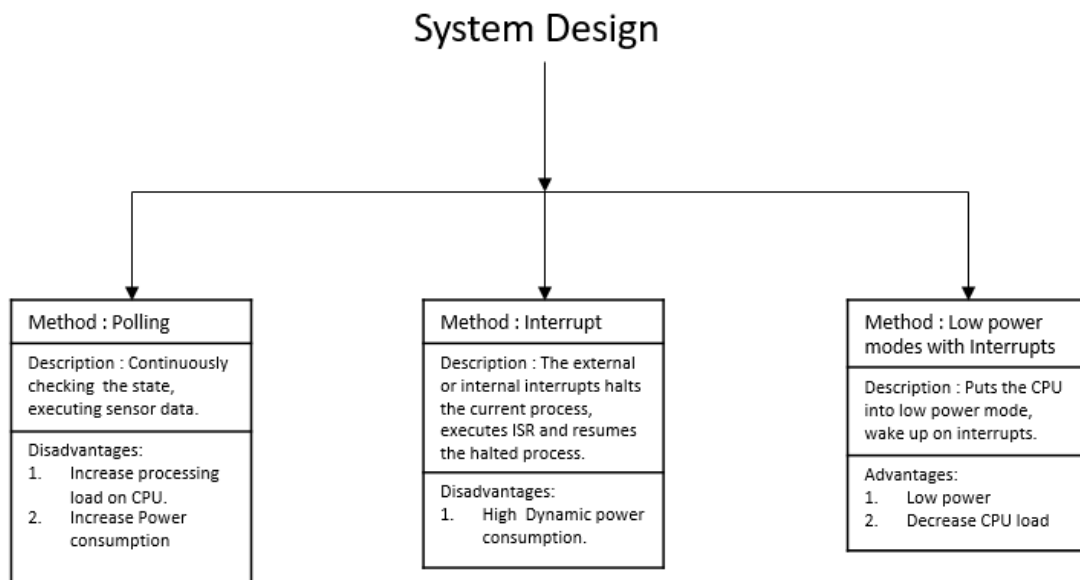 System Design
Method : Polling
Description : Continuously
checking the state,
executing sensor data.
Disadvantages:
1. Increase processing
load on CPU.
2. Increase Power
consumption
Method : Interrupt
Description : The external
or internal interrupts halts
the current process,
executes ISR and resumes
the halted process.
Disadvantages:
1. High Dynamic power
consumption.
Method : Low power
modes with Interrupts
Description : Puts the CPU
into low power mode,
wake up on interrupts.
Advantages:
1. Low power
2. Decrease CPU load